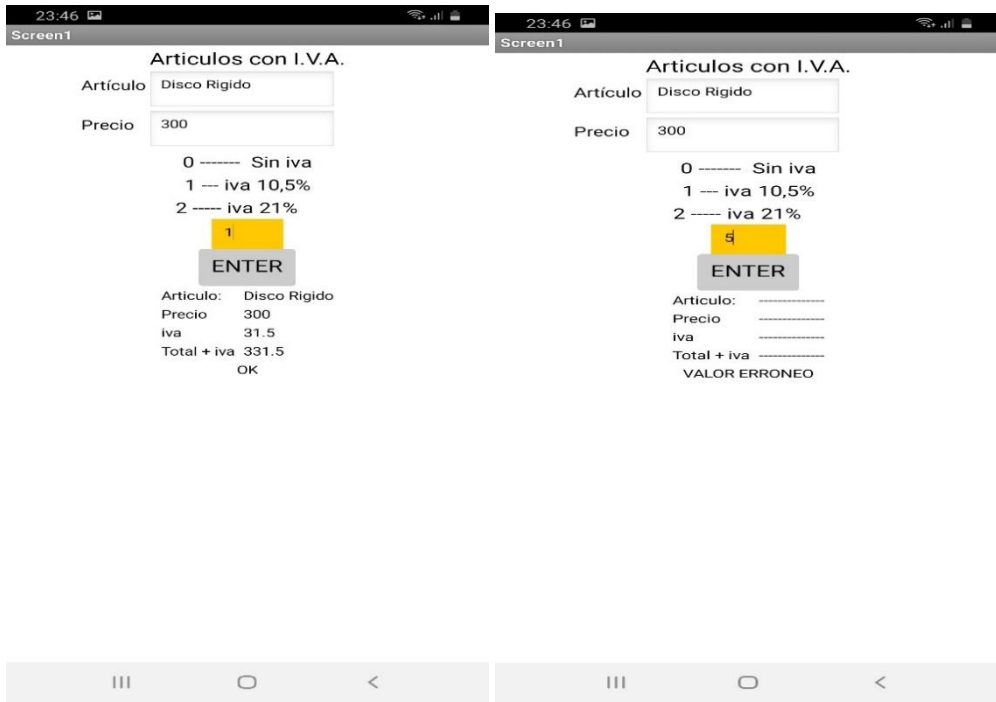 23:46
Screen1
Articulos con I.V.A.
Artículo Disco Rigido
Precio 300
0 ------- Sin iva
1 --- iva 10,5%
2 ----- iva 21%
1
ENTER
Articulo: Disco Rigido
Precio 300
iva 31.5
Total + iva 331.5
OK
23:46
Screen1
Articulos con I.V.A.
Artículo Disco Rigido
Precio 300
0 ------- Sin iva
1 --- iva 10,5%
2 ----- iva 21%
5
ENTER
Articulo: -------------
Precio -------------
iva -------------
Total + iva -------------
VALOR ERRONEO